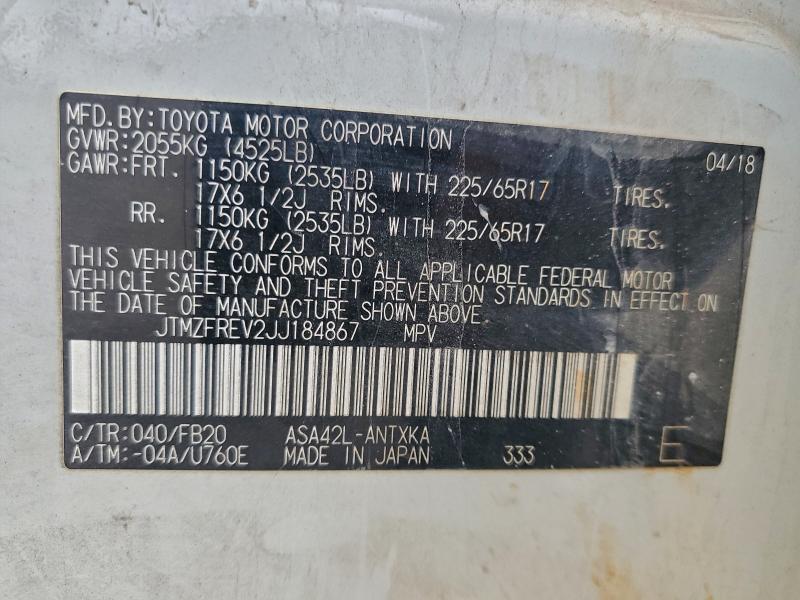 MFD.BY:TOYOTA MOTOR CORPORATION 04/18
GVWR:2055KG (4525LB)
GAWR:FRT. 1150KG (2535LB) WITH 225/65R17 TIRES.
17X6 1/2J RIMS.
RR. 1150KG (2535LB) WITH 225/65R17 TIRES.
17X6 1/2J RIMS.
THIS VEHICLE CONFORMS TO ALL APPLICABLE FEDERAL MOTOR
VEHICLE SAFETY AND THEFT PREVENTION STANDARDS IN EFFECT ON
THE DATE OF MANUFACTURE SHOWN ABOVE.
JTMZFREV2JJ184867 MPV
C/TR:040/FB20 ASA42L-ANTXKA
A/TM:-04A/U760E MADE IN JAPAN 333 E